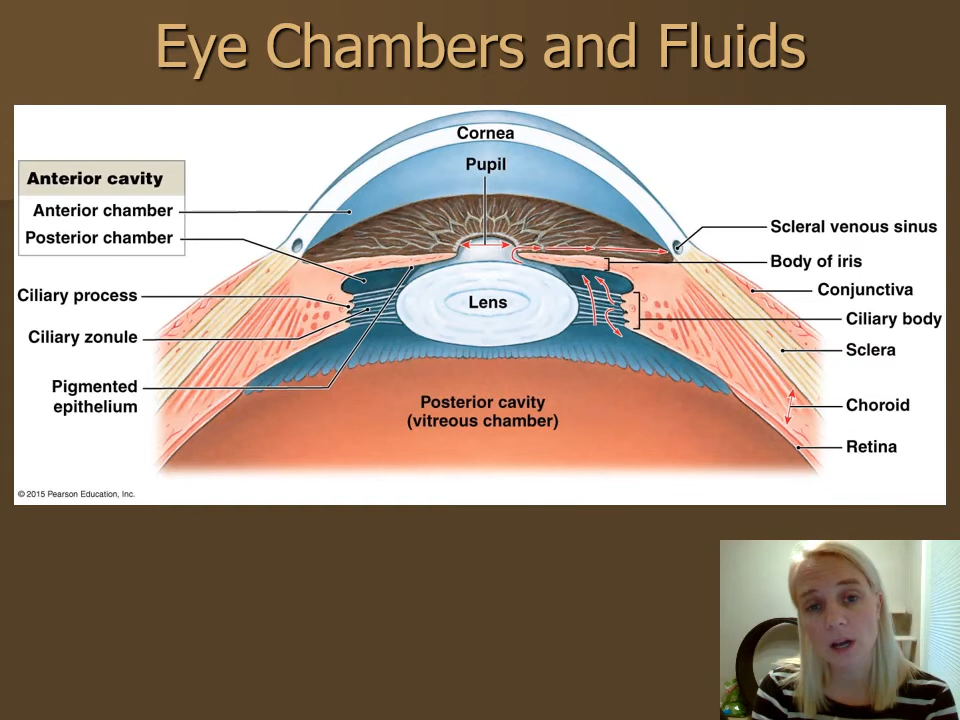 Eye Chambers and Fluids
Cornea
Pupil
Anterior cavity
Anterior chamber
Posterior chamber
Ciliary process
Ciliary zonule
Pigmented
epithelium
Lens
Posterior cavity
(vitreous chamber)
Scleral venous sinus
Body of iris
Conjunctiva
Ciliary body
Sclera
Choroid
Retina
© 2015 Pearson Education, Inc.